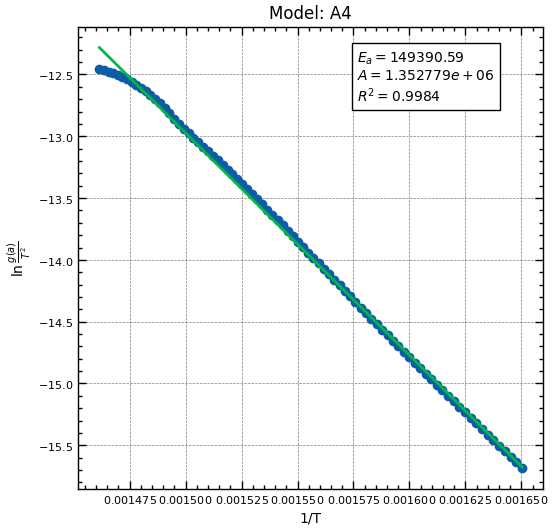 Model: A4
E_a = 149390.59
A = 1.352779e + 06
R² = 0.9984
−12.5
−13.0
−13.5
−14.0
−14.5
−15.0
−15.5
ln g(a)/T²
0.001475 0.001500 0.001525 0.001550 0.001575 0.001600 0.001625 0.001650
1/T